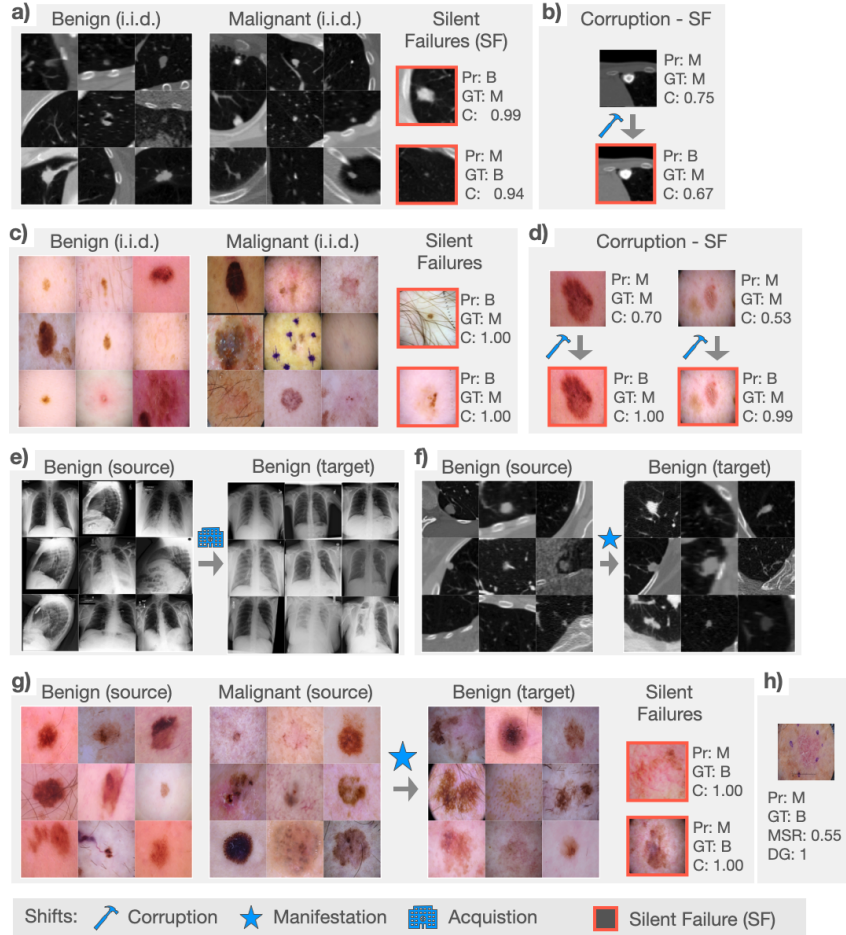 a)
Benign (i.i.d.)
Malignant (i.i.d.)
Silent
Failures (SF)
Pr: B
GT: M
C: 0.99
Pr: M
GT: B
C: 0.94
b)
Corruption - SF
Pr: M
GT: M
C: 0.75
Pr: B
GT: M
C: 0.67
c)
Benign (i.i.d.)
Malignant (i.i.d.)
Silent
Failures
Pr: B
GT: M
C: 1.00
Pr: B
GT: M
C: 1.00
d)
Corruption - SF
Pr: M
GT: M
C: 0.70
Pr: M
GT: M
C: 0.53
Pr: B
GT: M
C: 1.00
Pr: B
GT: M
C: 0.99
e)
Benign (source)
Benign (target)
f)
Benign (source)
Benign (target)
g)
Benign (source)
Malignant (source)
Benign (target)
Silent
Failures
Pr: M
GT: B
C: 1.00
Pr: M
GT: B
C: 1.00
h)
Pr: M
GT: B
MSR: 0.55
DG: 1
Shifts:
Corruption
Manifestation
Acquistion
Silent Failure (SF)